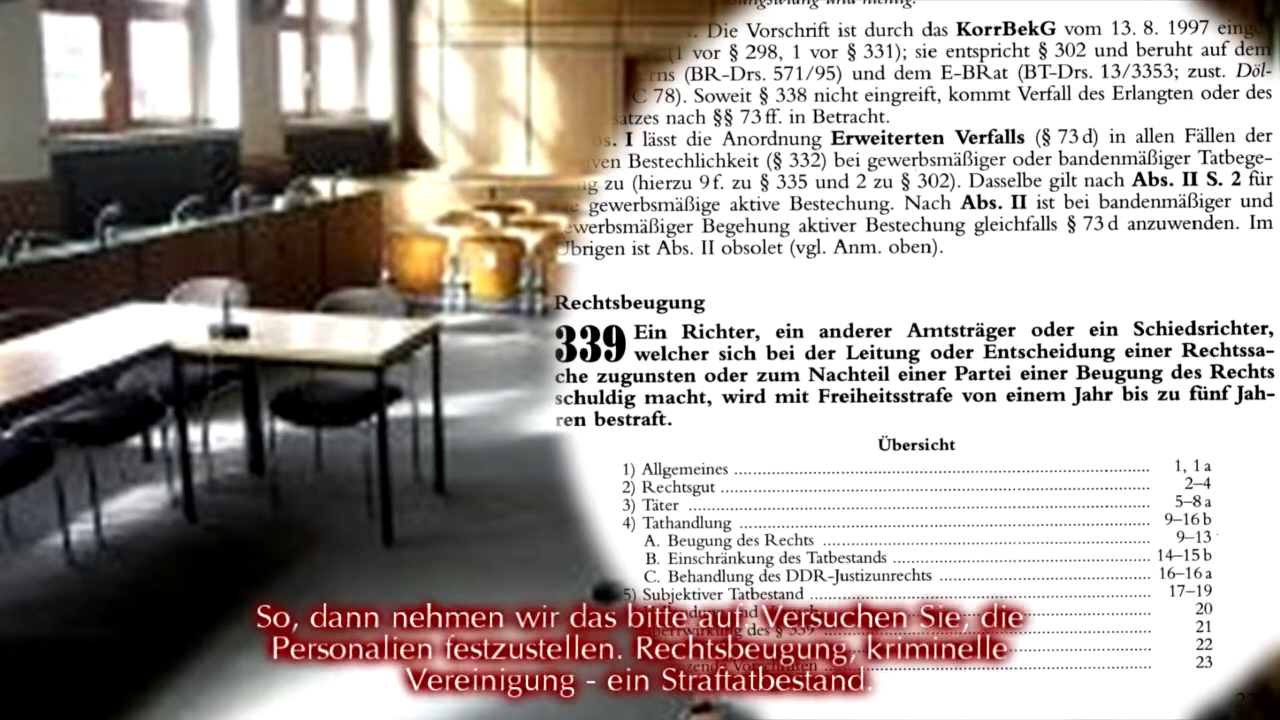 Die Vorschrift ist durch das KorrBekG vom 13. 8. 1997
(1 vor § 298, 1 vor § 331); sie entspricht § 302 und beruht auf dem
(BR-Drs. 571/95) und dem E-BRat (BT-Drs. 13/3353; zust. Döl-
C 78). Soweit § 338 nicht eingreift, kommt Verfall des Erlangten oder des
satzes nach §§ 73 ff. in Betracht.
I lässt die Anordnung Erweiterten Verfalls (§ 73 d) in allen Fällen der
ven Bestechlichkeit (§ 332) bei gewerbsmäßiger oder bandenmäßiger Tatbege-
ng zu (hierzu 9 f. zu § 335 und 2 zu § 302). Dasselbe gilt nach Abs. II S. 2 für
gewerbsmäßige aktive Bestechung. Nach Abs. II ist bei bandenmäßiger und
ewerbsmäßiger Begehung aktiver Bestechung gleichfalls § 73 d anzuwenden. Im
Übrigen ist Abs. II obsolet (vgl. Anm. oben).
Rechtsbeugung
339 Ein Richter, ein anderer Amtsträger oder ein Schiedsrichter,
welcher sich bei der Leitung oder Entscheidung einer Rechtssa-
che zugunsten oder zum Nachteil einer Partei einer Beugung des Rechts
schuldig macht, wird mit Freiheitsstrafe von einem Jahr bis zu fünf Jah-
ren bestraft.
Übersicht
1) Allgemeines ........ 1, 1 a
2) Rechtsgut ........ 2–4
3) Täter ........ 5–8 a
4) Tathandlung ........ 9–16 b
A. Beugung des Rechts ........ 9–13
B. Einschränkung des Tatbestands ........ 14–15 b
C. Behandlung des DDR-Justizunrechts ........ 16–16 a
5) Subjektiver Tatbestand ........ 17–19
20
des § 339 ........ 21
22
23
So, dann nehmen wir das bitte auf. Versuchen Sie, die
Personalien festzustellen. Rechtsbeugung, kriminelle
Vereinigung - ein Straftatbestand.